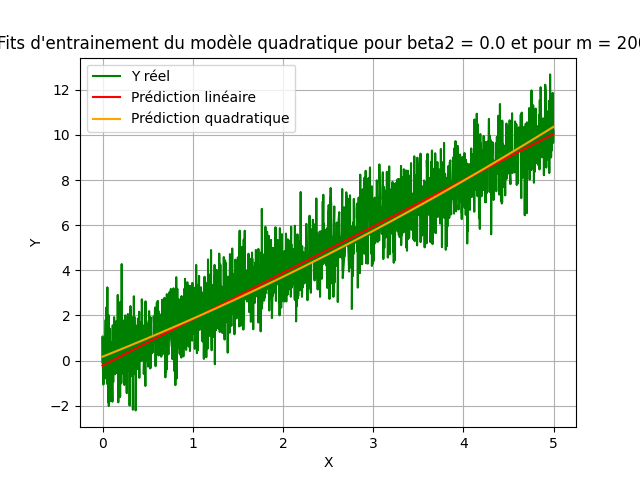 Fits d'entrainement du modèle quadratique pour beta2 = 0.0 et pour m = 200
Y réel
Prédiction linéaire
Prédiction quadratique
12
10
8
6
4
2
0
−2
Y
0 1 2 3 4 5
X